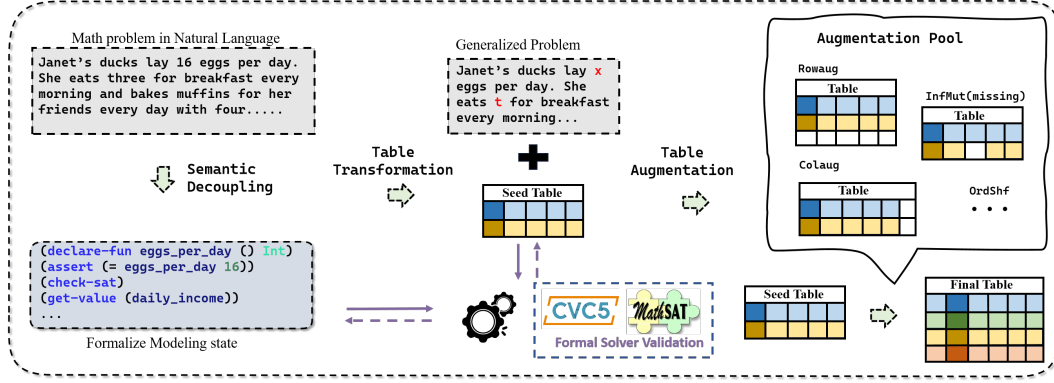 Math problem in Natural Language
Janet's ducks lay 16 eggs per day.
She eats three for breakfast every
morning and bakes muffins for her
friends every day with four.....
Semantic
Decoupling
(declare-fun eggs_per_day () Int)
(assert (= eggs_per_day 16))
(check-sat)
(get-value (daily_income))
...
Formalize Modeling state
Table
Transformation
Generalized Problem
Janet's ducks lay x
eggs per day. She
eats t for breakfast
every morning...
Seed Table
CVC5
MathSAT
Formal Solver Validation
Table
Augmentation
Augmentation Pool
Rowaug
Table
InfMut(missing)
Table
Colaug
Table
OrdShf
...
Seed Table
Final Table